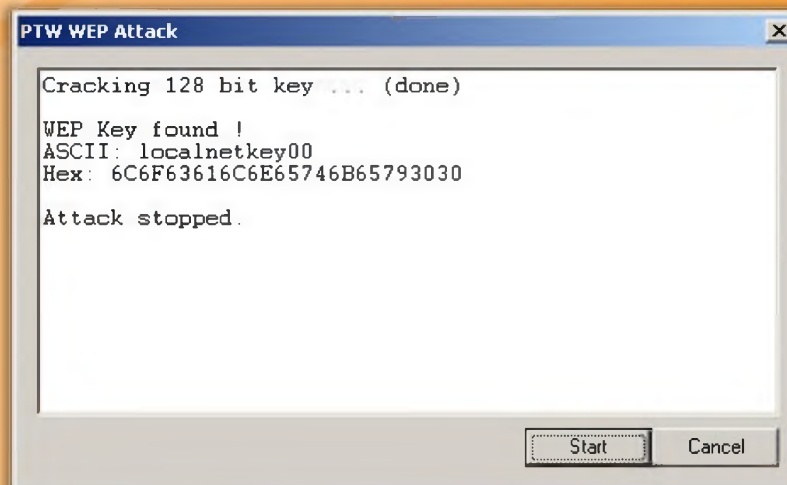 PTW WEP Attack
Cracking 128 bit key ... (done)
WEP Key found !
ASCII: localnetkey00
Hex: 6C6F63616C6E65746B65793030
Attack stopped.
Start Cancel